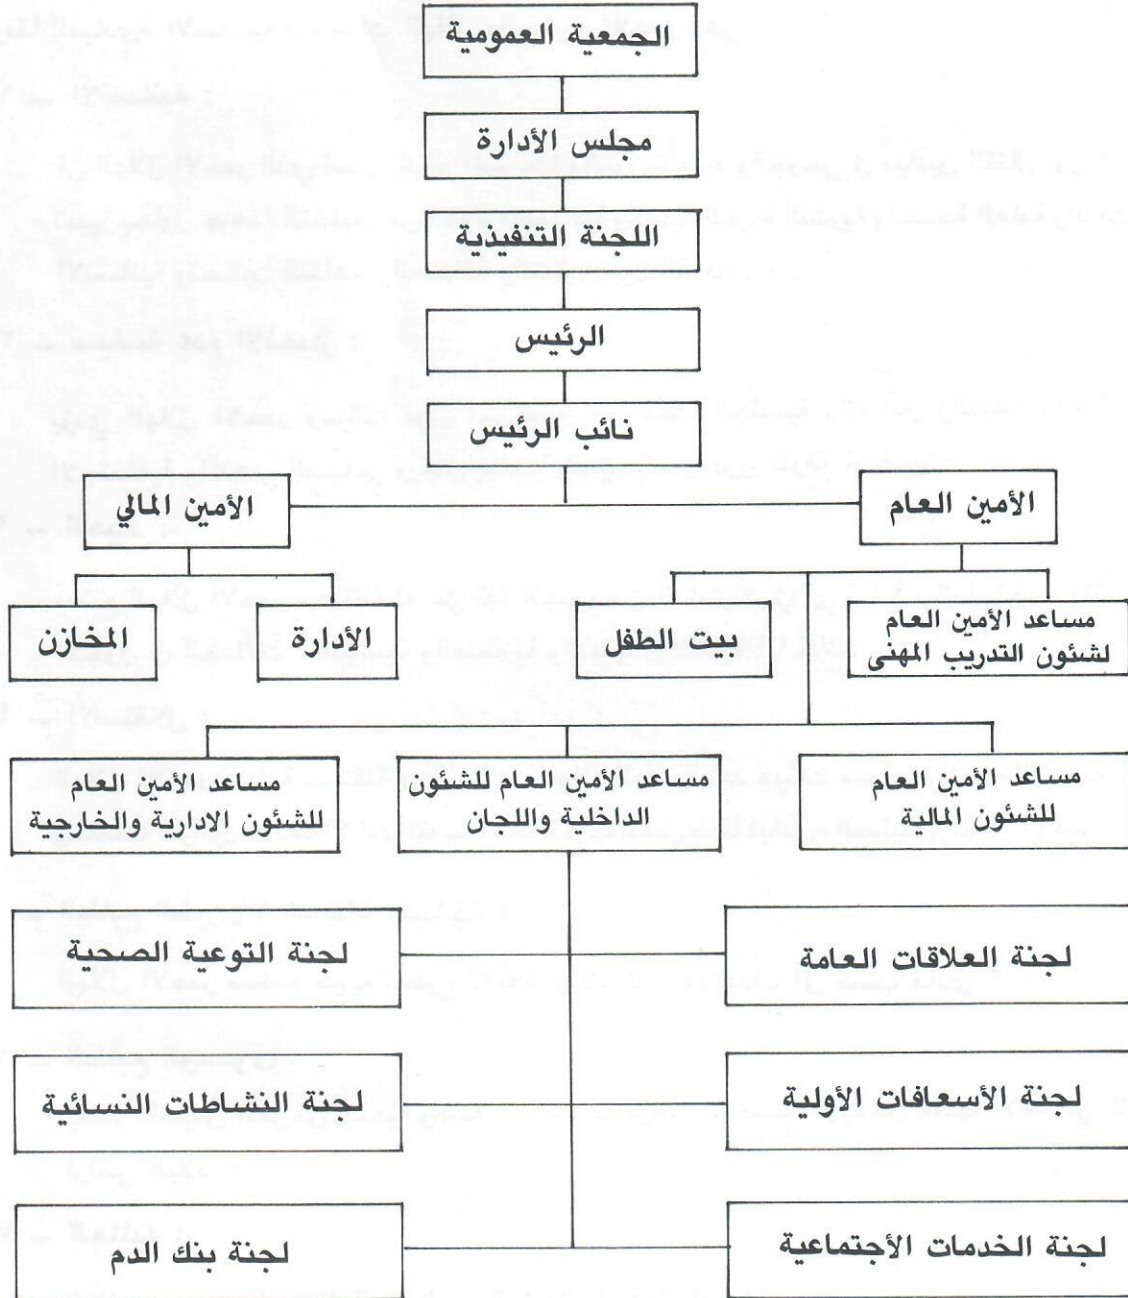 الجمعية العمومية
مجلس الأدارة
اللجنة التنفيذية
الرئيس
نائب الرئيس
الأمين العام
الأمين المالي
مساعد الأمين العام
لشئون التدريب المهنى
بيت الطفل
الأدارة
المخازن
مساعد الأمين العام
للشئون المالية
مساعد الأمين العام للشئون
الداخلية واللجان
مساعد الأمين العام
للشئون الادارية والخارجية
لجنة العلاقات العامة
لجنة التوعية الصحية
لجنة الأسعافات الأولية
لجنة النشاطات النسائية
لجنة الخدمات الأجتماعية
لجنة بنك الدم